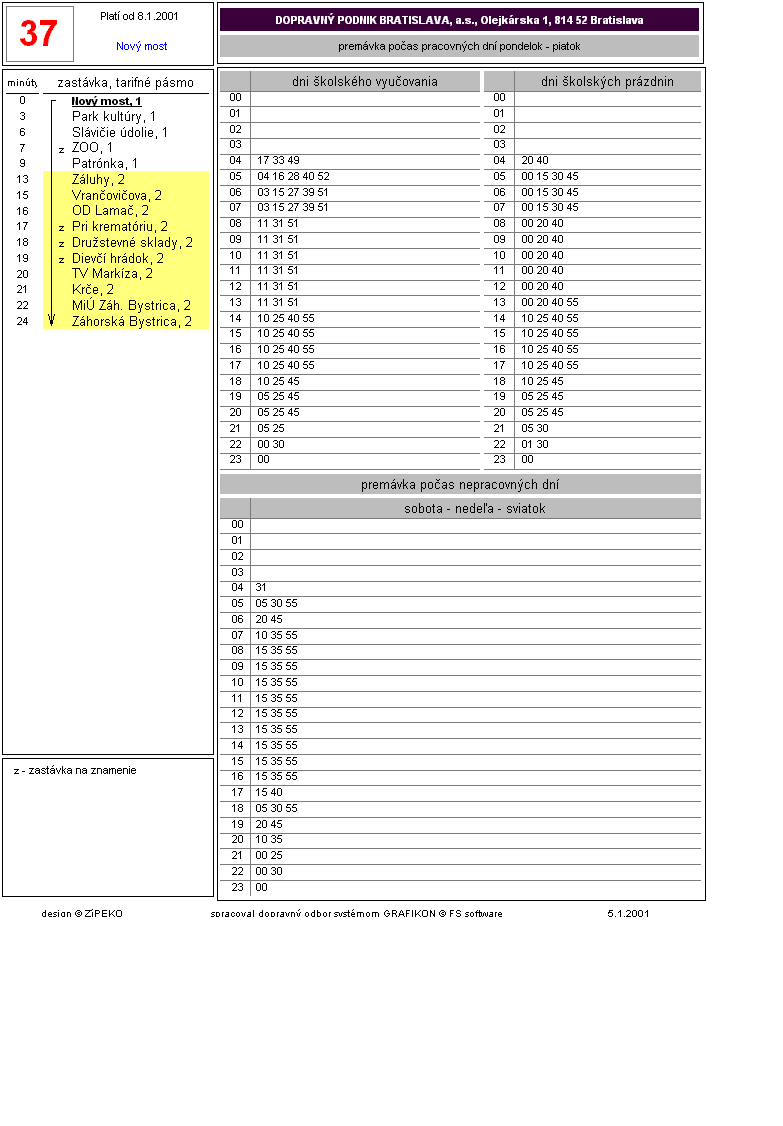 37
Platí od 8.1.2001
Nový most
DOPRAVNÝ PODNIK BRATISLAVA, a.s., Olejkárska 1, 814 52 Bratislava
premávka počas pracovných dní pondelok - piatok
minúty zastávka, tarifné pásmo
0 Nový most, 1
3 Park kultúry, 1
6 Slávičie údolie, 1
7 z ZOO, 1
9 Patrónka, 1
13 Záluhy, 2
15 Vrančovičova, 2
16 OD Lamač, 2
17 z Pri krematóriu, 2
18 z Družstevné sklady, 2
19 z Dievčí hrádok, 2
20 TV Markíza, 2
21 Krče, 2
22 MiÚ Záh. Bystrica, 2
24 Záhorská Bystrica, 2
z - zastávka na znamenie
dni školského vyučovania
00
01
02
03
04 17 33 49
05 04 16 28 40 52
06 03 15 27 39 51
07 03 15 27 39 51
08 11 31 51
09 11 31 51
10 11 31 51
11 11 31 51
12 11 31 51
13 11 31 51
14 10 25 40 55
15 10 25 40 55
16 10 25 40 55
17 10 25 40 55
18 10 25 45
19 05 25 45
20 05 25 45
21 05 25
22 00 30
23 00
dni školských prázdnin
00
01
02
03
04 20 40
05 00 15 30 45
06 00 15 30 45
07 00 15 30 45
08 00 20 40
09 00 20 40
10 00 20 40
11 00 20 40
12 00 20 40
13 00 20 40 55
14 10 25 40 55
15 10 25 40 55
16 10 25 40 55
17 10 25 40 55
18 10 25 45
19 05 25 45
20 05 25 45
21 05 30
22 01 30
23 00
premávka počas nepracovných dní
sobota - nedeľa - sviatok
00
01
02
03
04 31
05 05 30 55
06 20 45
07 10 35 55
08 15 35 55
09 15 35 55
10 15 35 55
11 15 35 55
12 15 35 55
13 15 35 55
14 15 35 55
15 15 35 55
16 15 35 55
17 15 40
18 05 30 55
19 20 45
20 10 35
21 00 25
22 00 30
23 00
design © ZiPEKO spracoval dopravný odbor systémom GRAFIKON © FS software 5.1.2001